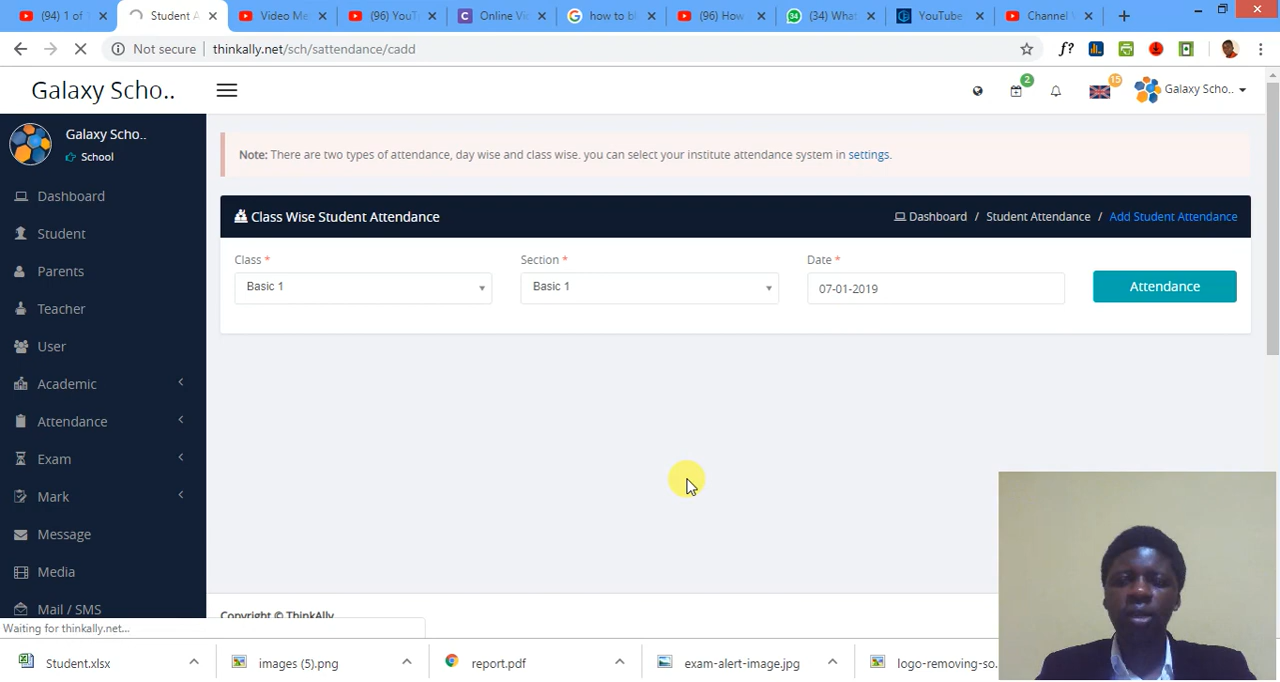 (94) 1 of
Student A
Video Me
(96) YouT
Online Vi
how to bl
(96) How
(34) What
YouTube
Channel
Not secure
thinkally.net/sch/sattendance/cadd
f?
Galaxy Scho..
2
15
Galaxy Scho..
Galaxy Scho..
School
Note: There are two types of attendance, day wise and class wise. you can select your institute attendance system in settings.
Dashboard
Student
Parents
Teacher
User
Academic
Attendance
Exam
Mark
Message
Media
Mail / SMS
Class Wise Student Attendance
Dashboard / Student Attendance / Add Student Attendance
Class *
Section *
Date *
Basic 1
Basic 1
07-01-2019
Attendance
Copyright © ThinkAlly
Waiting for thinkally.net...
Student.xlsx
images (5).png
report.pdf
exam-alert-image.jpg
logo-removing-so..